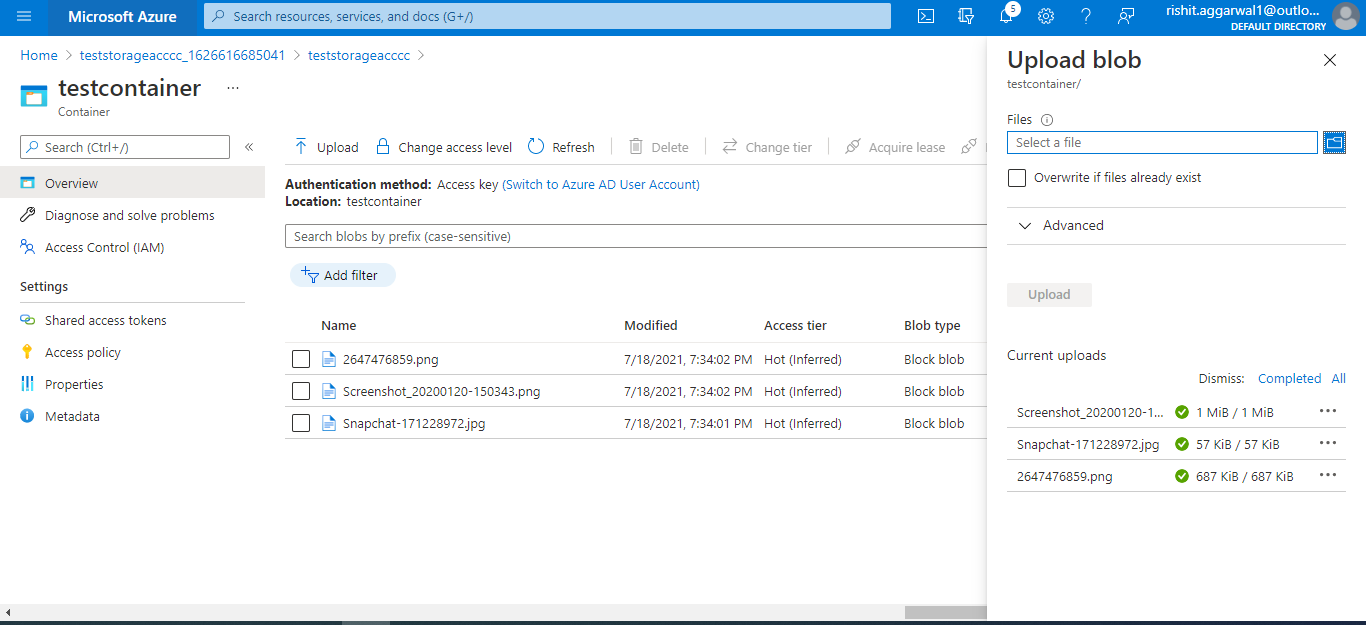 Microsoft Azure
Search resources, services, and docs (G+/)
5
rishit.aggarwal1@outlo...
DEFAULT DIRECTORY
Home > teststorageacccc_1626616685041 > teststorageacccc >
testcontainer ...
Container
Search (Ctrl+/)
«
Overview
Diagnose and solve problems
Access Control (IAM)
Settings
Shared access tokens
Access policy
Properties
Metadata
Upload Change access level Refresh Delete Change tier Acquire lease
Authentication method: Access key (Switch to Azure AD User Account)
Location: testcontainer
Search blobs by prefix (case-sensitive)
Add filter
Name Modified Access tier Blob type
2647476859.png 7/18/2021, 7:34:02 PM Hot (Inferred) Block blob
Screenshot_20200120-150343.png 7/18/2021, 7:34:02 PM Hot (Inferred) Block blob
Snapchat-171228972.jpg 7/18/2021, 7:34:01 PM Hot (Inferred) Block blob
Upload blob
testcontainer/
Files
Select a file
Overwrite if files already exist
Advanced
Upload
Current uploads
Dismiss: Completed All
Screenshot_20200120-1... 1 MiB / 1 MiB ...
Snapchat-171228972.jpg 57 KiB / 57 KiB ...
2647476859.png 687 KiB / 687 KiB ...